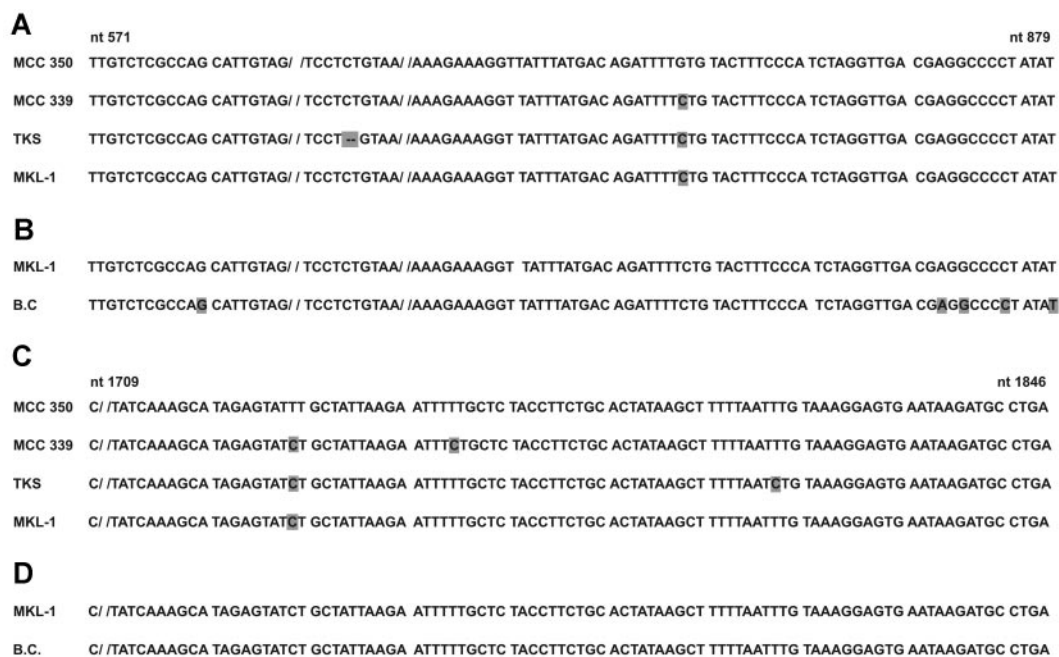 A
nt 571 nt 879
MCC 350 TTGTCTCGCCAG CATTGTAG/ /TCCTCTGTAA/ /AAAGAAAGGTTATTTATGAC AGATTTTGTG TACTTTCCCA TCTAGGTTGA CGAGGCCCCT ATAT
MCC 339 TTGTCTCGCCAG CATTGTAG/ / TCCTCTGTAA/ /AAAGAAAGGT TATTTATGAC AGATTTTCTG TACTTTCCCA TCTAGGTTGA CGAGGCCCCT ATAT
TKS TTGTCTCGCCAG CATTGTAG/ / TCCT--GTAA/ /AAAGAAAGGT TATTTATGAC AGATTTTCTG TACTTTCCCA TCTAGGTTGA CGAGGCCCCT ATAT
MKL-1 TTGTCTCGCCAG CATTGTAG/ / TCCTCTGTAA/ /AAAGAAAGGT TATTTATGAC AGATTTTCTG TACTTTCCCA TCTAGGTTGA CGAGGCCCCT ATAT
B
MKL-1 TTGTCTCGCCAG CATTGTAG/ / TCCTCTGTAA/ /AAAGAAAGGT TATTTATGAC AGATTTTCTG TACTTTCCCA TCTAGGTTGA CGAGGCCCCT ATAT
B.C TTGTCTCGCCAG CATTGTAG/ /TCCTCTGTAA/ /AAAGAAAGGT TATTTATGAC AGATTTTCTG TACTTTCCCA TCTAGGTTGA CGAGGCCCCT ATAT
C
nt 1709 nt 1846
MCC 350 C/ /TATCAAAGCA TAGAGTATTT GCTATTAAGA ATTTTTGCTC TACCTTCTGC ACTATAAGCT TTTTAATTTG TAAAGGAGTG AATAAGATGC CTGA
MCC 339 C/ /TATCAAAGCA TAGAGTATCT GCTATTAAGA ATTTCTGCTC TACCTTCTGC ACTATAAGCT TTTTAATTTG TAAAGGAGTG AATAAGATGC CTGA
TKS C/ /TATCAAAGCA TAGAGTATCT GCTATTAAGA ATTTTTGCTC TACCTTCTGC ACTATAAGCT TTTTAATCTG TAAAGGAGTG AATAAGATGC CTGA
MKL-1 C/ /TATCAAAGCA TAGAGTATCT GCTATTAAGA ATTTTTGCTC TACCTTCTGC ACTATAAGCT TTTTAATTTG TAAAGGAGTG AATAAGATGC CTGA
D
MKL-1 C/ /TATCAAAGCA TAGAGTATCT GCTATTAAGA ATTTTTGCTC TACCTTCTGC ACTATAAGCT TTTTAATTTG TAAAGGAGTG AATAAGATGC CTGA
B.C. C/ /TATCAAAGCA TAGAGTATCT GCTATTAAGA ATTTTTGCTC TACCTTCTGC ACTATAAGCT TTTTAATTTG TAAAGGAGTG AATAAGATGC CTGA